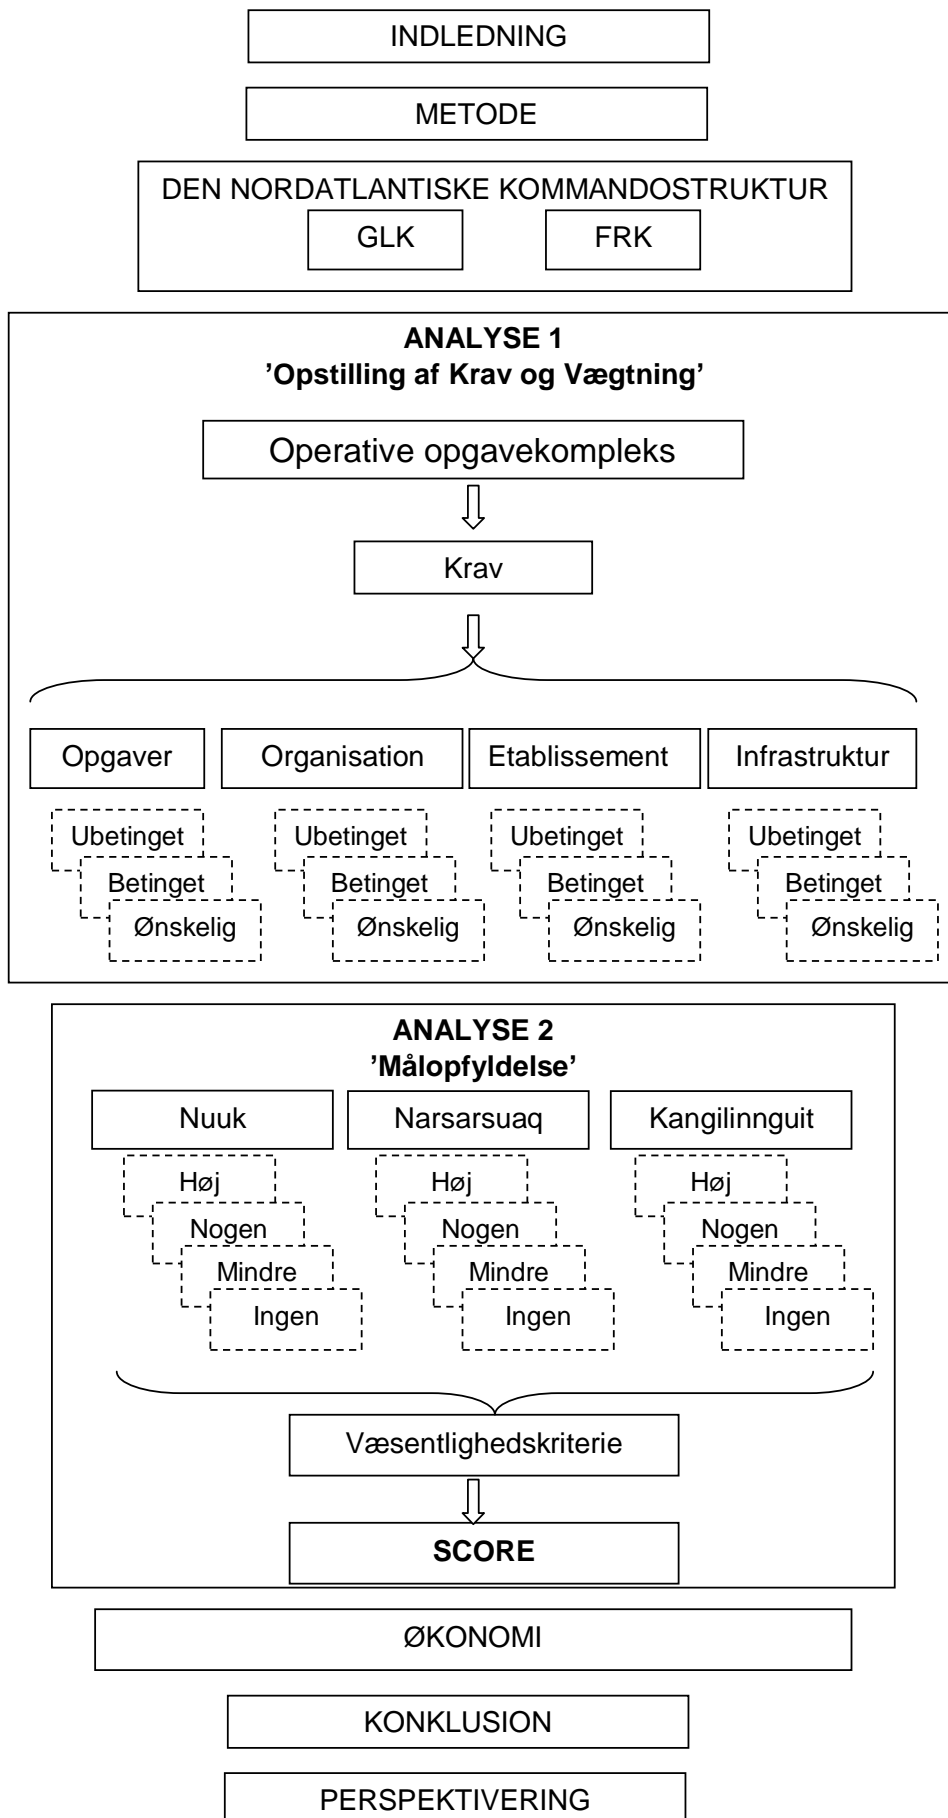 INDLEDNING
METODE
DEN NORDATLANTISKE KOMMANDOSTRUKTUR
GLK FRK
ANALYSE 1
’Opstilling af Krav og Vægtning’
Operative opgavekompleks
Krav
Opgaver Organisation Etablissement Infrastruktur
Ubetinget Ubetinget Ubetinget Ubetinget
Betinget Betinget Betinget Betinget
Ønskelig Ønskelig Ønskelig Ønskelig
ANALYSE 2
’Målopfyldelse’
Nuuk Narsarsuaq Kangilinnguit
Høj Høj Høj
Nogen Nogen Nogen
Mindre Mindre Mindre
Ingen Ingen Ingen
Væsentlighedskriterie
SCORE
ØKONOMI
KONKLUSION
PERSPEKTIVERING